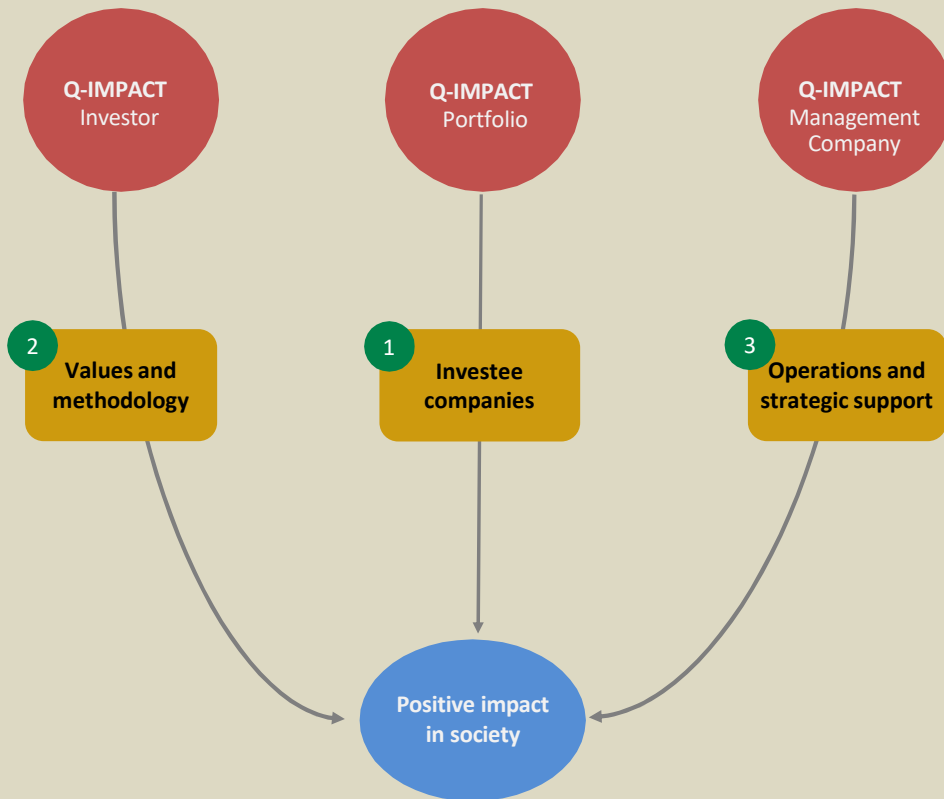 Q-IMPACT
Investor
Q-IMPACT
Portfolio
Q-IMPACT
Management
Company
2
Values and
methodology
1
Investee
companies
3
Operations and
strategic support
Positive impact
in society